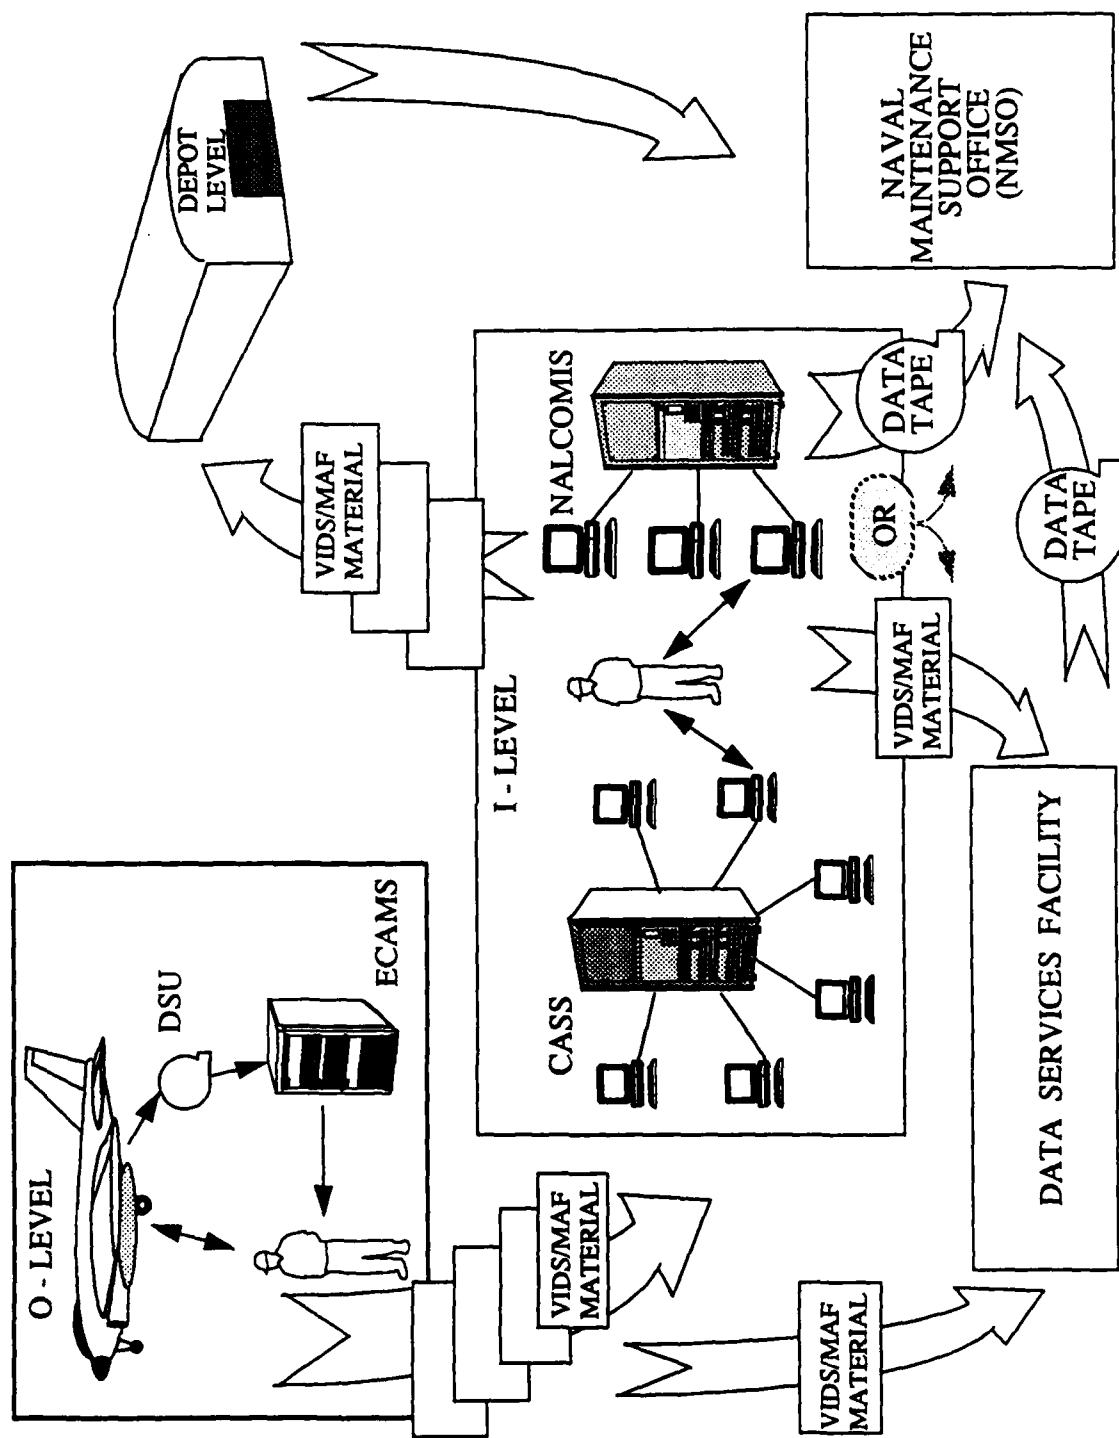 O - LEVEL
DSU
ECAMS
VIDS/MAF
MATERIAL
VIDS/MAF
MATERIAL
I - LEVEL
CASS
NALCOMIS
VIDS/MAF
MATERIAL
DEPOT
LEVEL
VIDS/MAF
MATERIAL
OR
DATA
TAPE
DATA
TAPE
DATA SERVICES FACILITY
NAVAL
MAINTENANCE
SUPPORT
OFFICE
(NMSO)